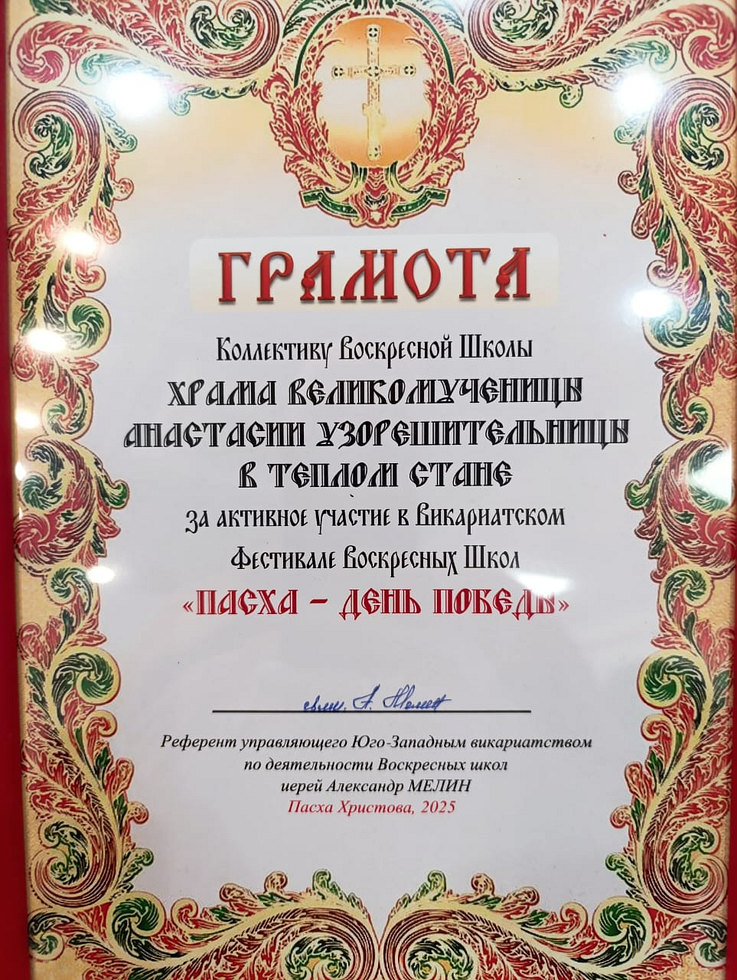 ГРАМОТА
Коллективу Воскресной Школы
ХРАМА ВЕЛИКОМУЧЕНИЦЫ
АНАСТАСИИ УЗОРЕШИТЕЛЬНИЦЫ
В ТЕПЛОМ СТАНЕ
за активное участие в Викариатском
Фестивале Воскресных Школ
«ПАСХА – ДЕНЬ ПОБЕДЫ»
Референт управляющего Юго-Западным викариатством
по деятельности Воскресных школ
иерей Александр МЕЛИН
Пасха Христова, 2025